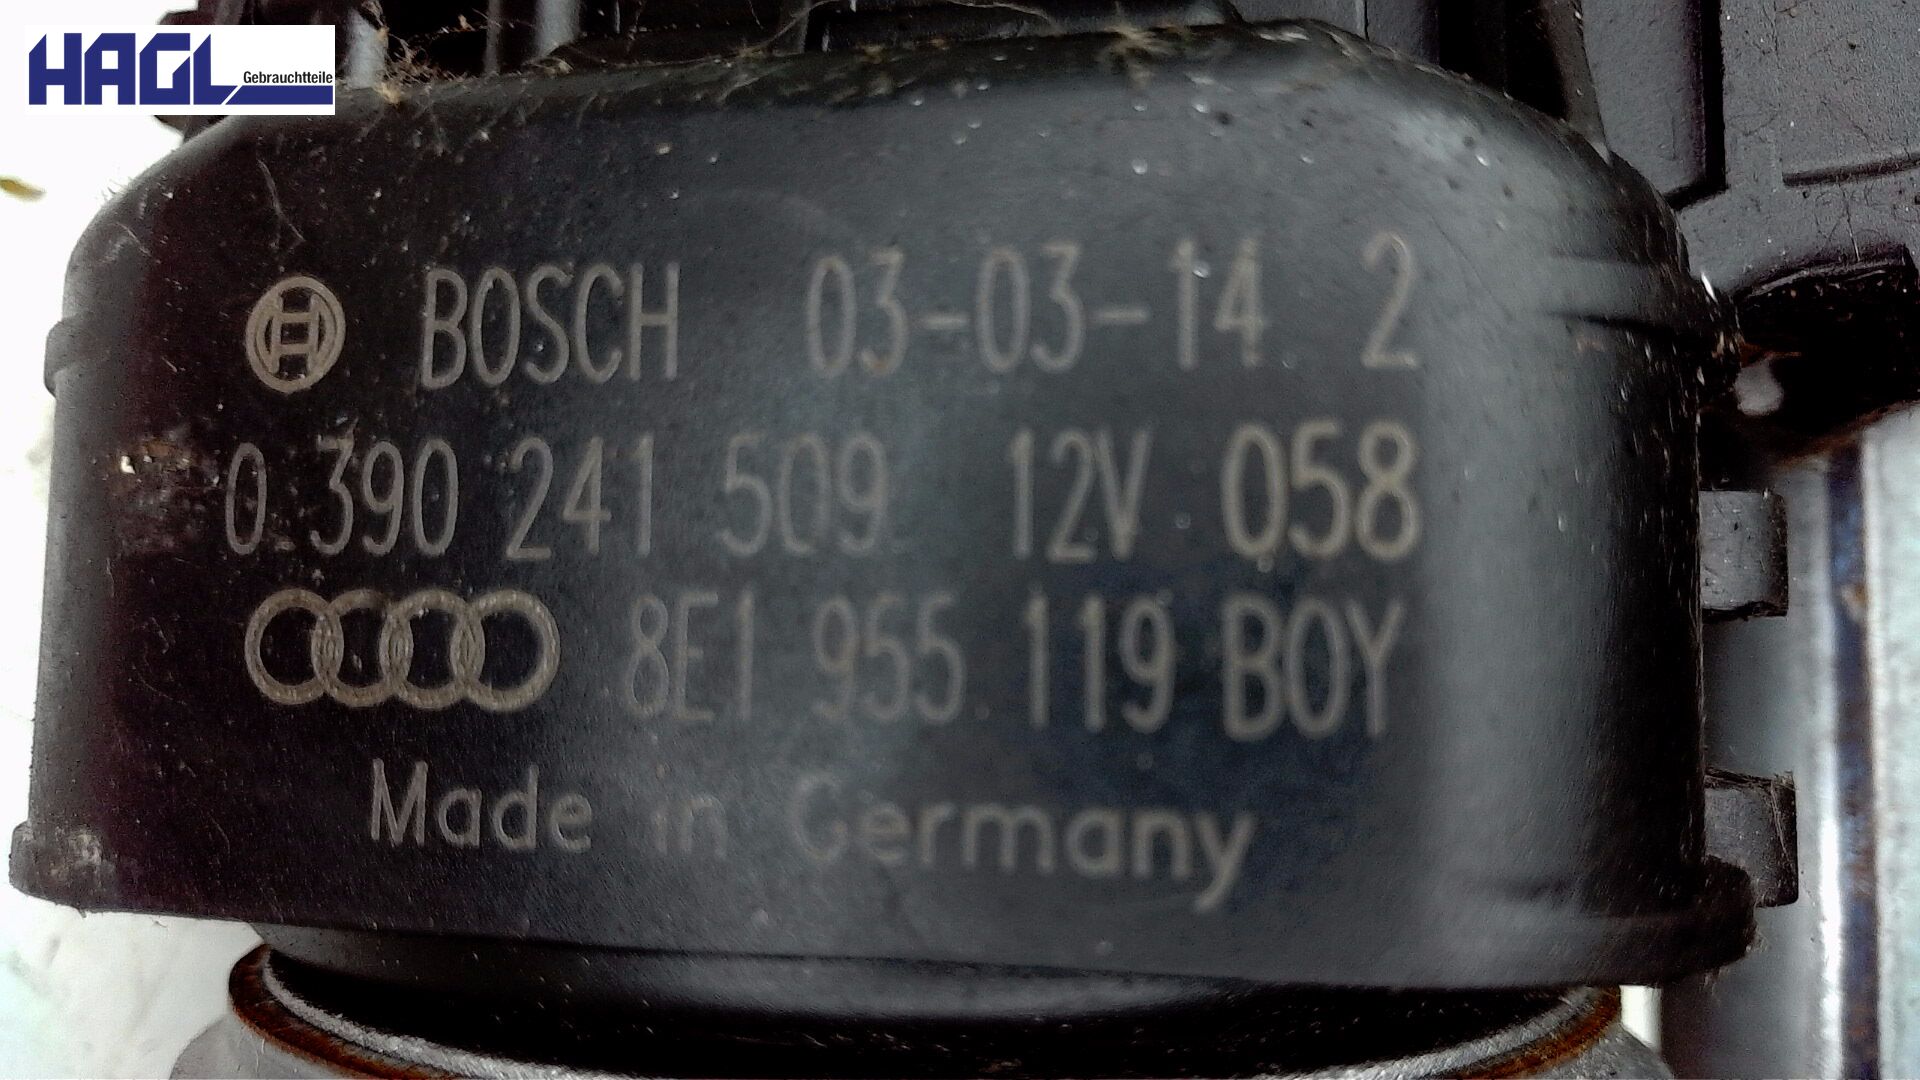 HAGL
Gebrauchtteile
BOSCH 03-03-14 2
0 390 241 509 12V 058
8E1 955 119 BOY
Made in Germany